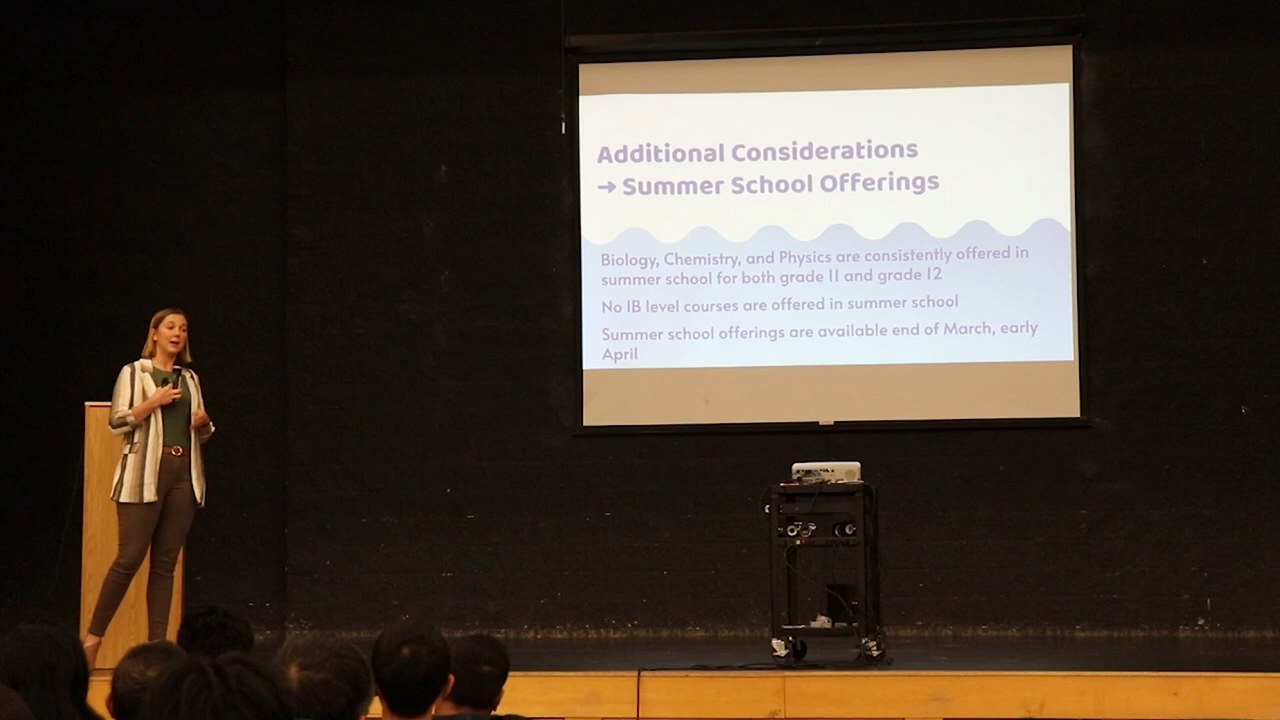 Additional Considerations
→ Summer School Offerings
Biology, Chemistry, and Physics are consistently offered in
summer school for both grade 11 and grade 12
No IB level courses are offered in summer school
Summer school offerings are available end of March, early
April